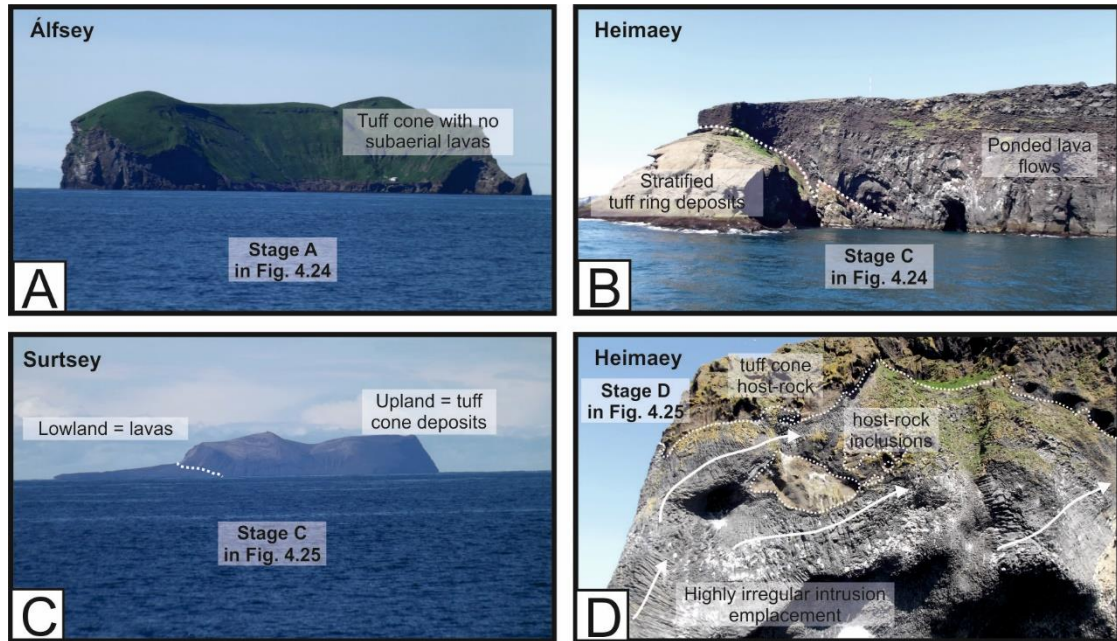 Álfsey
Tuff cone with no
subaerial lavas
Stage A
in Fig. 4.24
A
Heimaey
Stratified
tuff ring deposits
Ponded lava
flows
Stage C
in Fig. 4.24
B
Surtsey
Lowland = lavas
Upland = tuff
cone deposits
Stage C
in Fig. 4.25
C
Heimaey
Stage D
in Fig. 4.25
tuff cone
host-rock
host-rock
inclusions
Highly irregular intrusion
emplacement
D